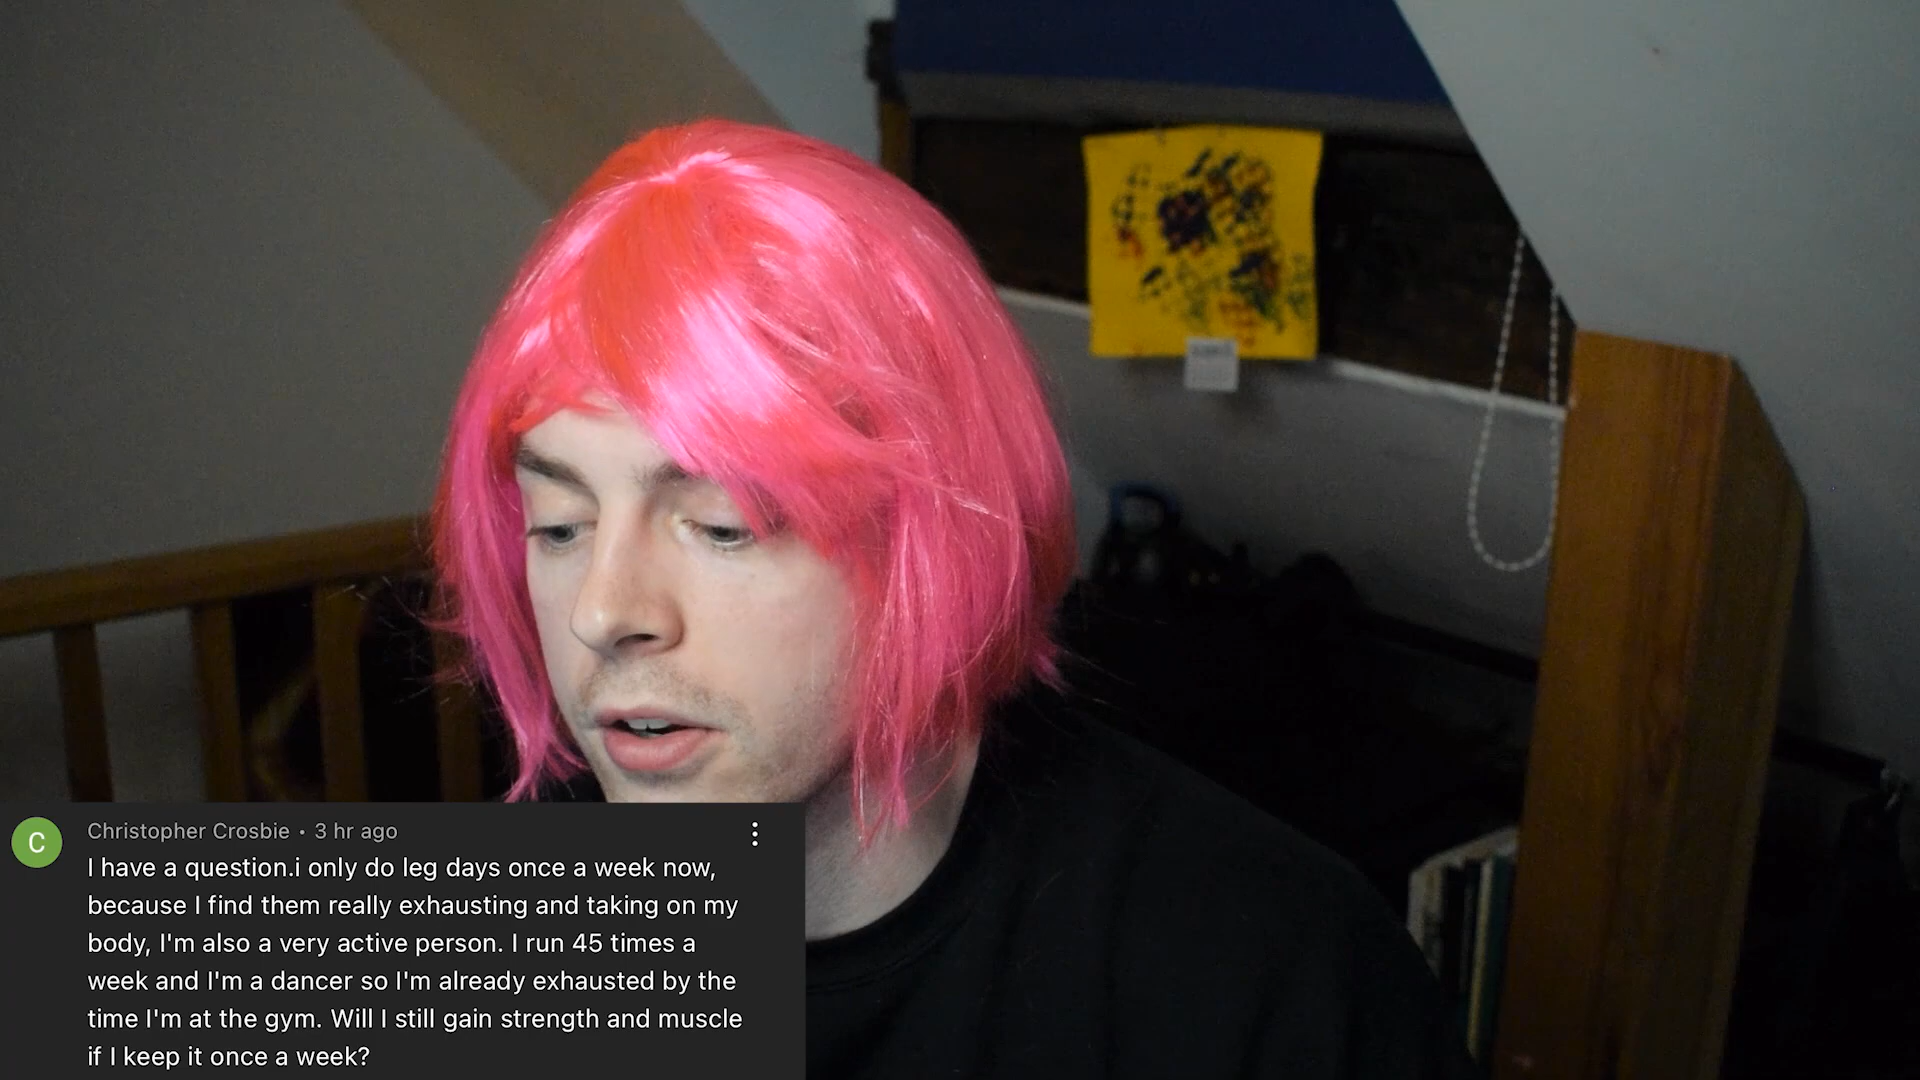 C
Christopher Crosbie • 3 hr ago
I have a question.i only do leg days once a week now,
because I find them really exhausting and taking on my
body, I'm also a very active person. I run 45 times a
week and I'm a dancer so I'm already exhausted by the
time I'm at the gym. Will I still gain strength and muscle
if I keep it once a week?